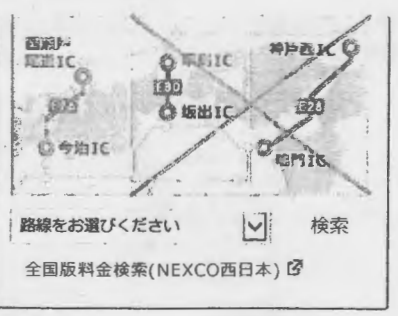 西瀬戸
尾道IC
今治IC
早島IC
E30
坂出IC
神戸西IC
E28
鳴門IC
路線をお選びください
検索
全国版料金検索(NEXCO西日本)